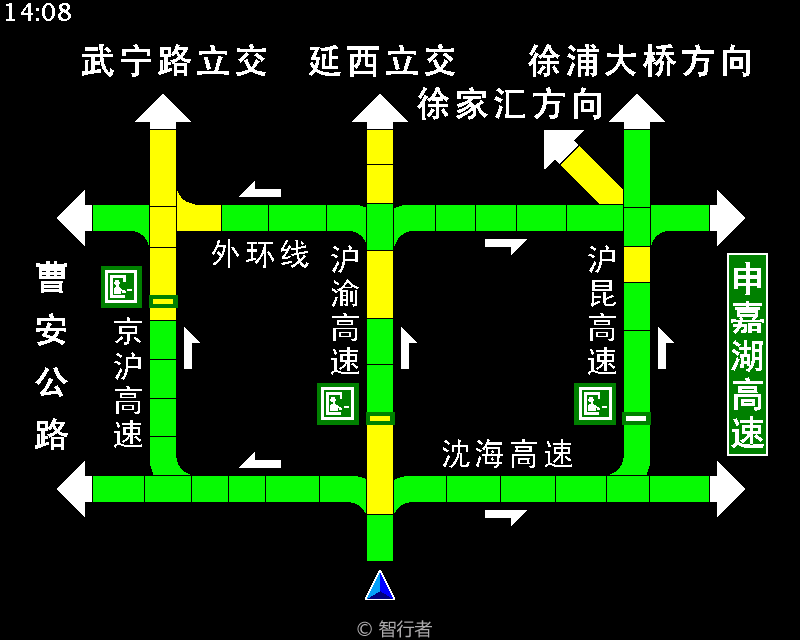 14:08
武宁路立交
延西立交
徐浦大桥方向
徐家汇方向
外环线
沪渝高速
沪昆高速
曹安公路
京沪高速
申嘉湖高速
沈海高速
© 智行者